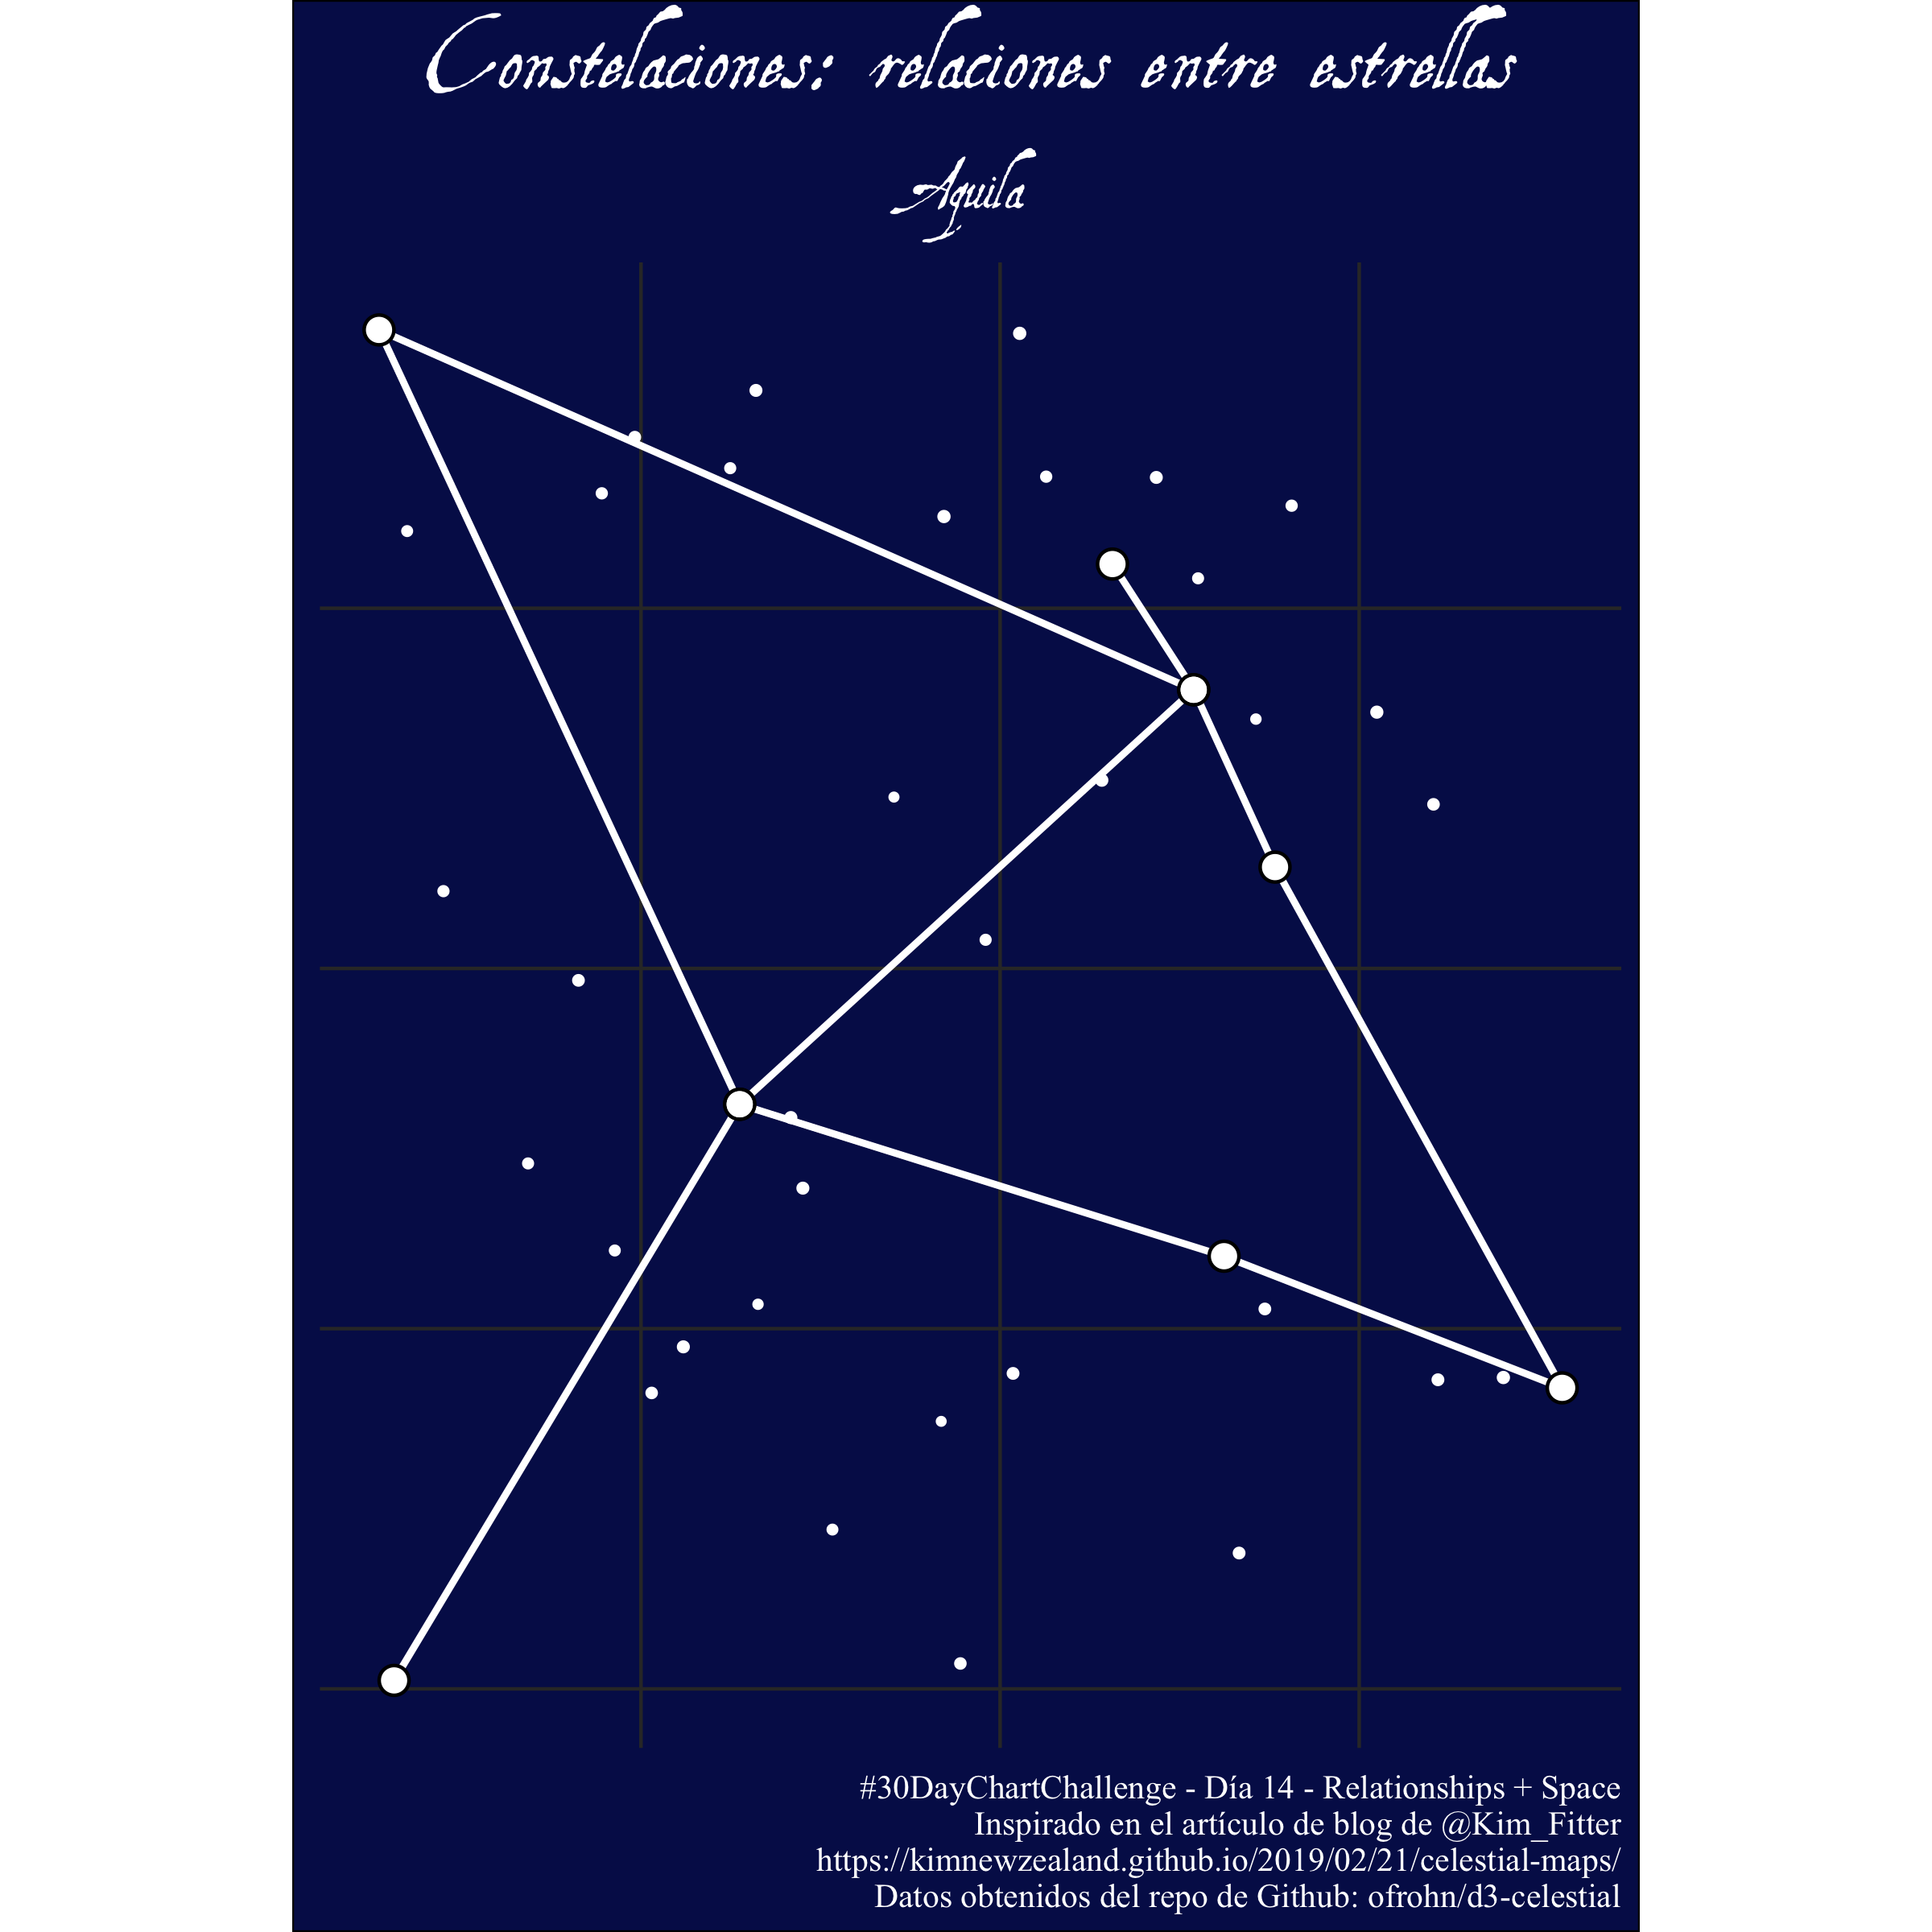 Constelaciones: relaciones entre estrellas
Aquila
#30DayChartChallenge - Día 14 - Relationships + Space
Inspirado en el artículo de blog de @Kim_Fitter
https://kimnewzealand.github.io/2019/02/21/celestial-maps/
Datos obtenidos del repo de Github: ofrohn/d3-celestial